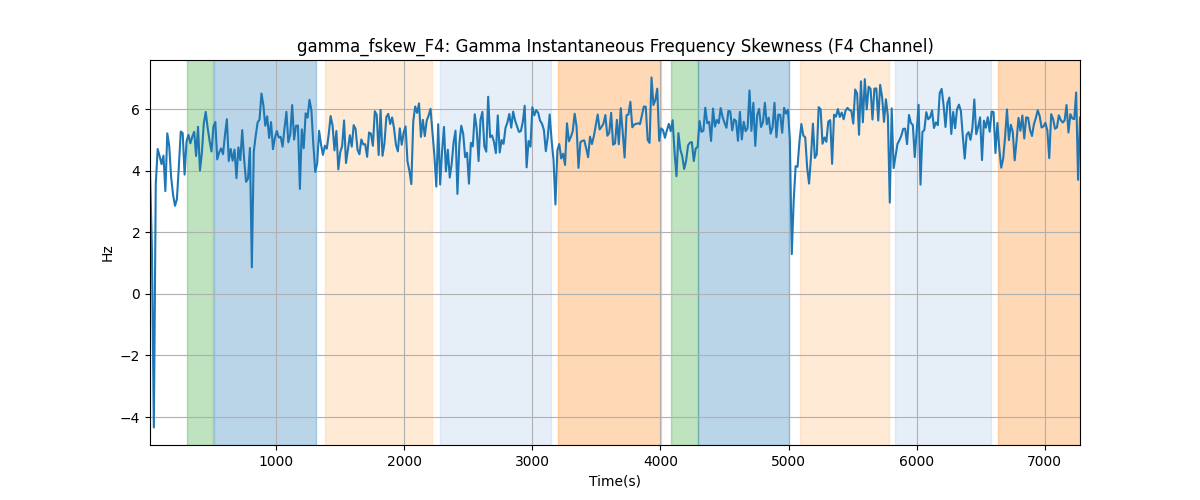 gamma_fskew_F4: Gamma Instantaneous Frequency Skewness (F4 Channel)
6
4
2
0
−2
−4
Hz
1000 2000 3000 4000 5000 6000 7000
Time(s)